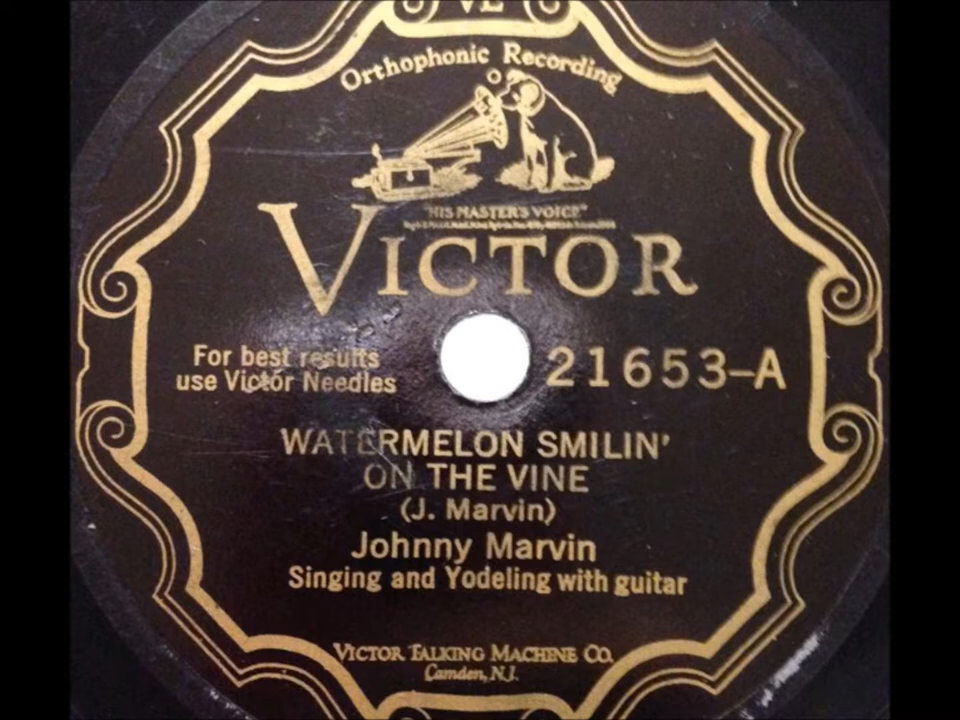 VE
Orthophonic Recording
"HIS MASTER'S VOICE"
VICTOR
For best results
use Victor Needles
21653-A
WATERMELON SMILIN'
ON THE VINE
(J. Marvin)
Johnny Marvin
Singing and Yodeling with guitar
VICTOR TALKING MACHINE CO.
Camden, N.J.